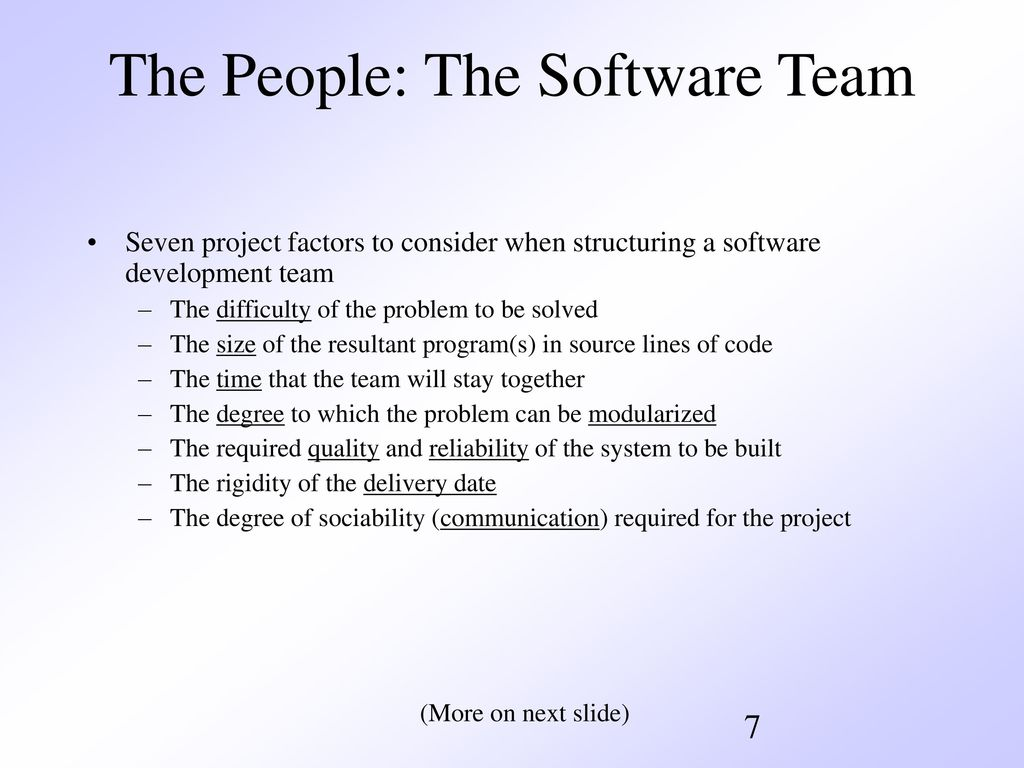 The People: The Software Team
• Seven project factors to consider when structuring a software
development team
– The difficulty of the problem to be solved
– The size of the resultant program(s) in source lines of code
– The time that the team will stay together
– The degree to which the problem can be modularized
– The required quality and reliability of the system to be built
– The rigidity of the delivery date
– The degree of sociability (communication) required for the project
(More on next slide)
7